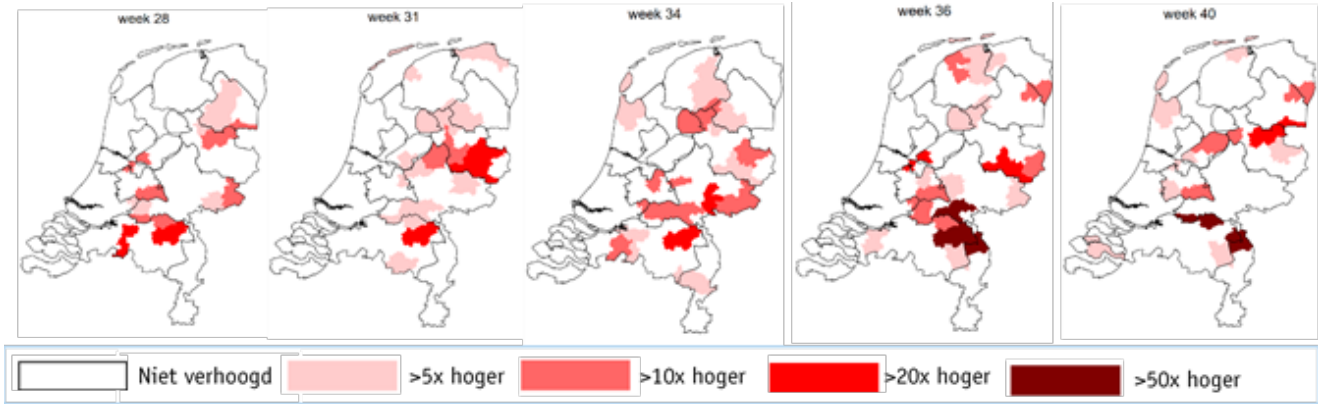 week 28
week 31
week 34
week 36
week 40
Niet verhoogd
>5x hoger
>10x hoger
>20x hoger
>50x hoger